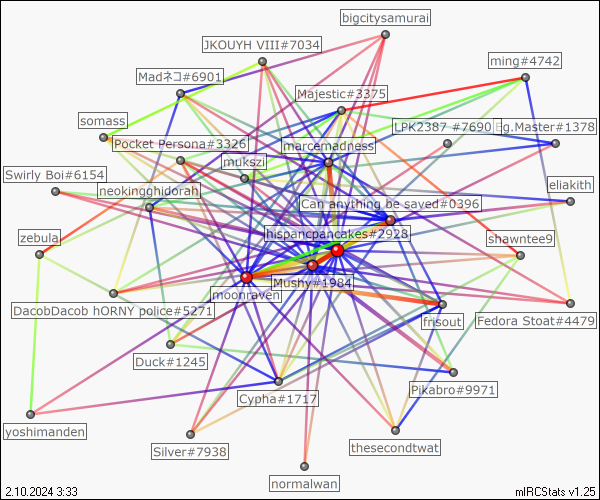 bigcitysamurai
JKOUYH VIII#7034
ming#4742
Madネコ#6901
Majestic#3375
somass
LPK2387 #7690
g.Master#1378
Pocket Persona#3326
marcemadness
mukszi
Swirly Boi#6154
neokingghidorah
eliakith
Can anything be saved#0396
zebula
hispancpancakes#2928
shawntee9
Mushy#1984
moonraven
DacobDacob hORNY police#5271
frisout
Fedora Stoat#4479
Duck#1245
Pikabro#9971
Cypha#1717
yoshimanden
thesecondtwat
Silver#7938
normalwan
2.10.2024 3:33
mIRCStats v1.25